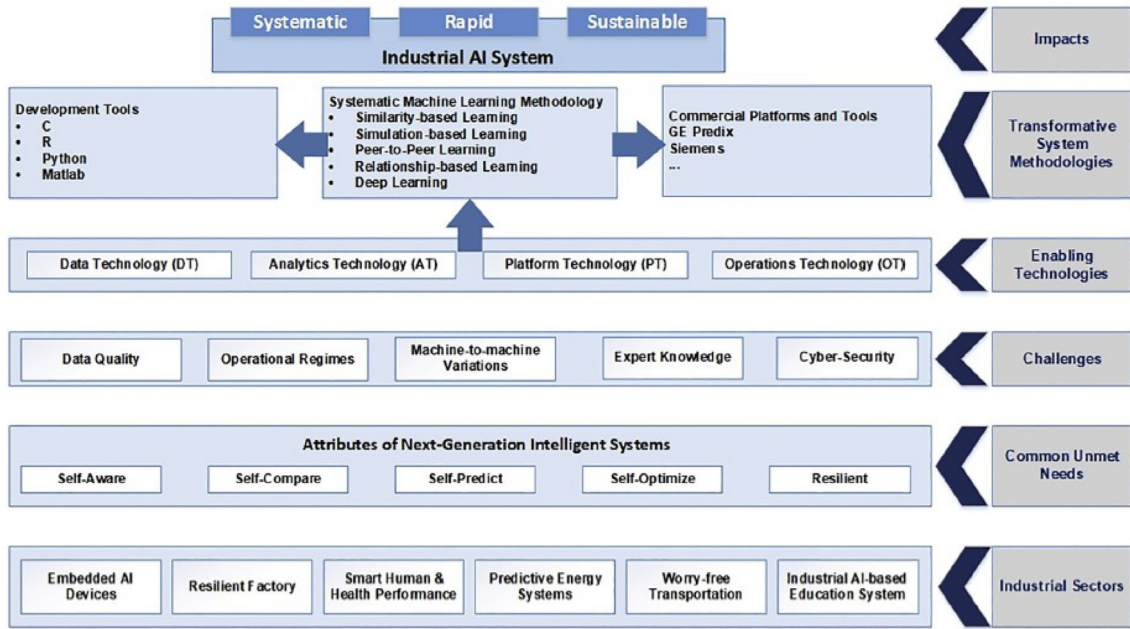 Systematic
Rapid
Sustainable
Industrial AI System
Impacts
Development Tools
• C
• R
• Python
• Matlab
Systematic Machine Learning Methodology
• Similarity-based Learning
• Simulation-based Learning
• Peer-to-Peer Learning
• Relationship-based Learning
• Deep Learning
Commercial Platforms and Tools
GE Predix
Siemens
...
Transformative
System
Methodologies
Data Technology (DT)
Analytics Technology (AT)
Platform Technology (PT)
Operations Technology (OT)
Enabling
Technologies
Data Quality
Operational Regimes
Machine-to-machine
Variations
Expert Knowledge
Cyber-Security
Challenges
Attributes of Next-Generation Intelligent Systems
Self-Aware
Self-Compare
Self-Predict
Self-Optimize
Resilient
Common Unmet
Needs
Embedded AI
Devices
Resilient Factory
Smart Human &
Health Performance
Predictive Energy
Systems
Worry-free
Transportation
Industrial AI-based
Education System
Industrial Sectors